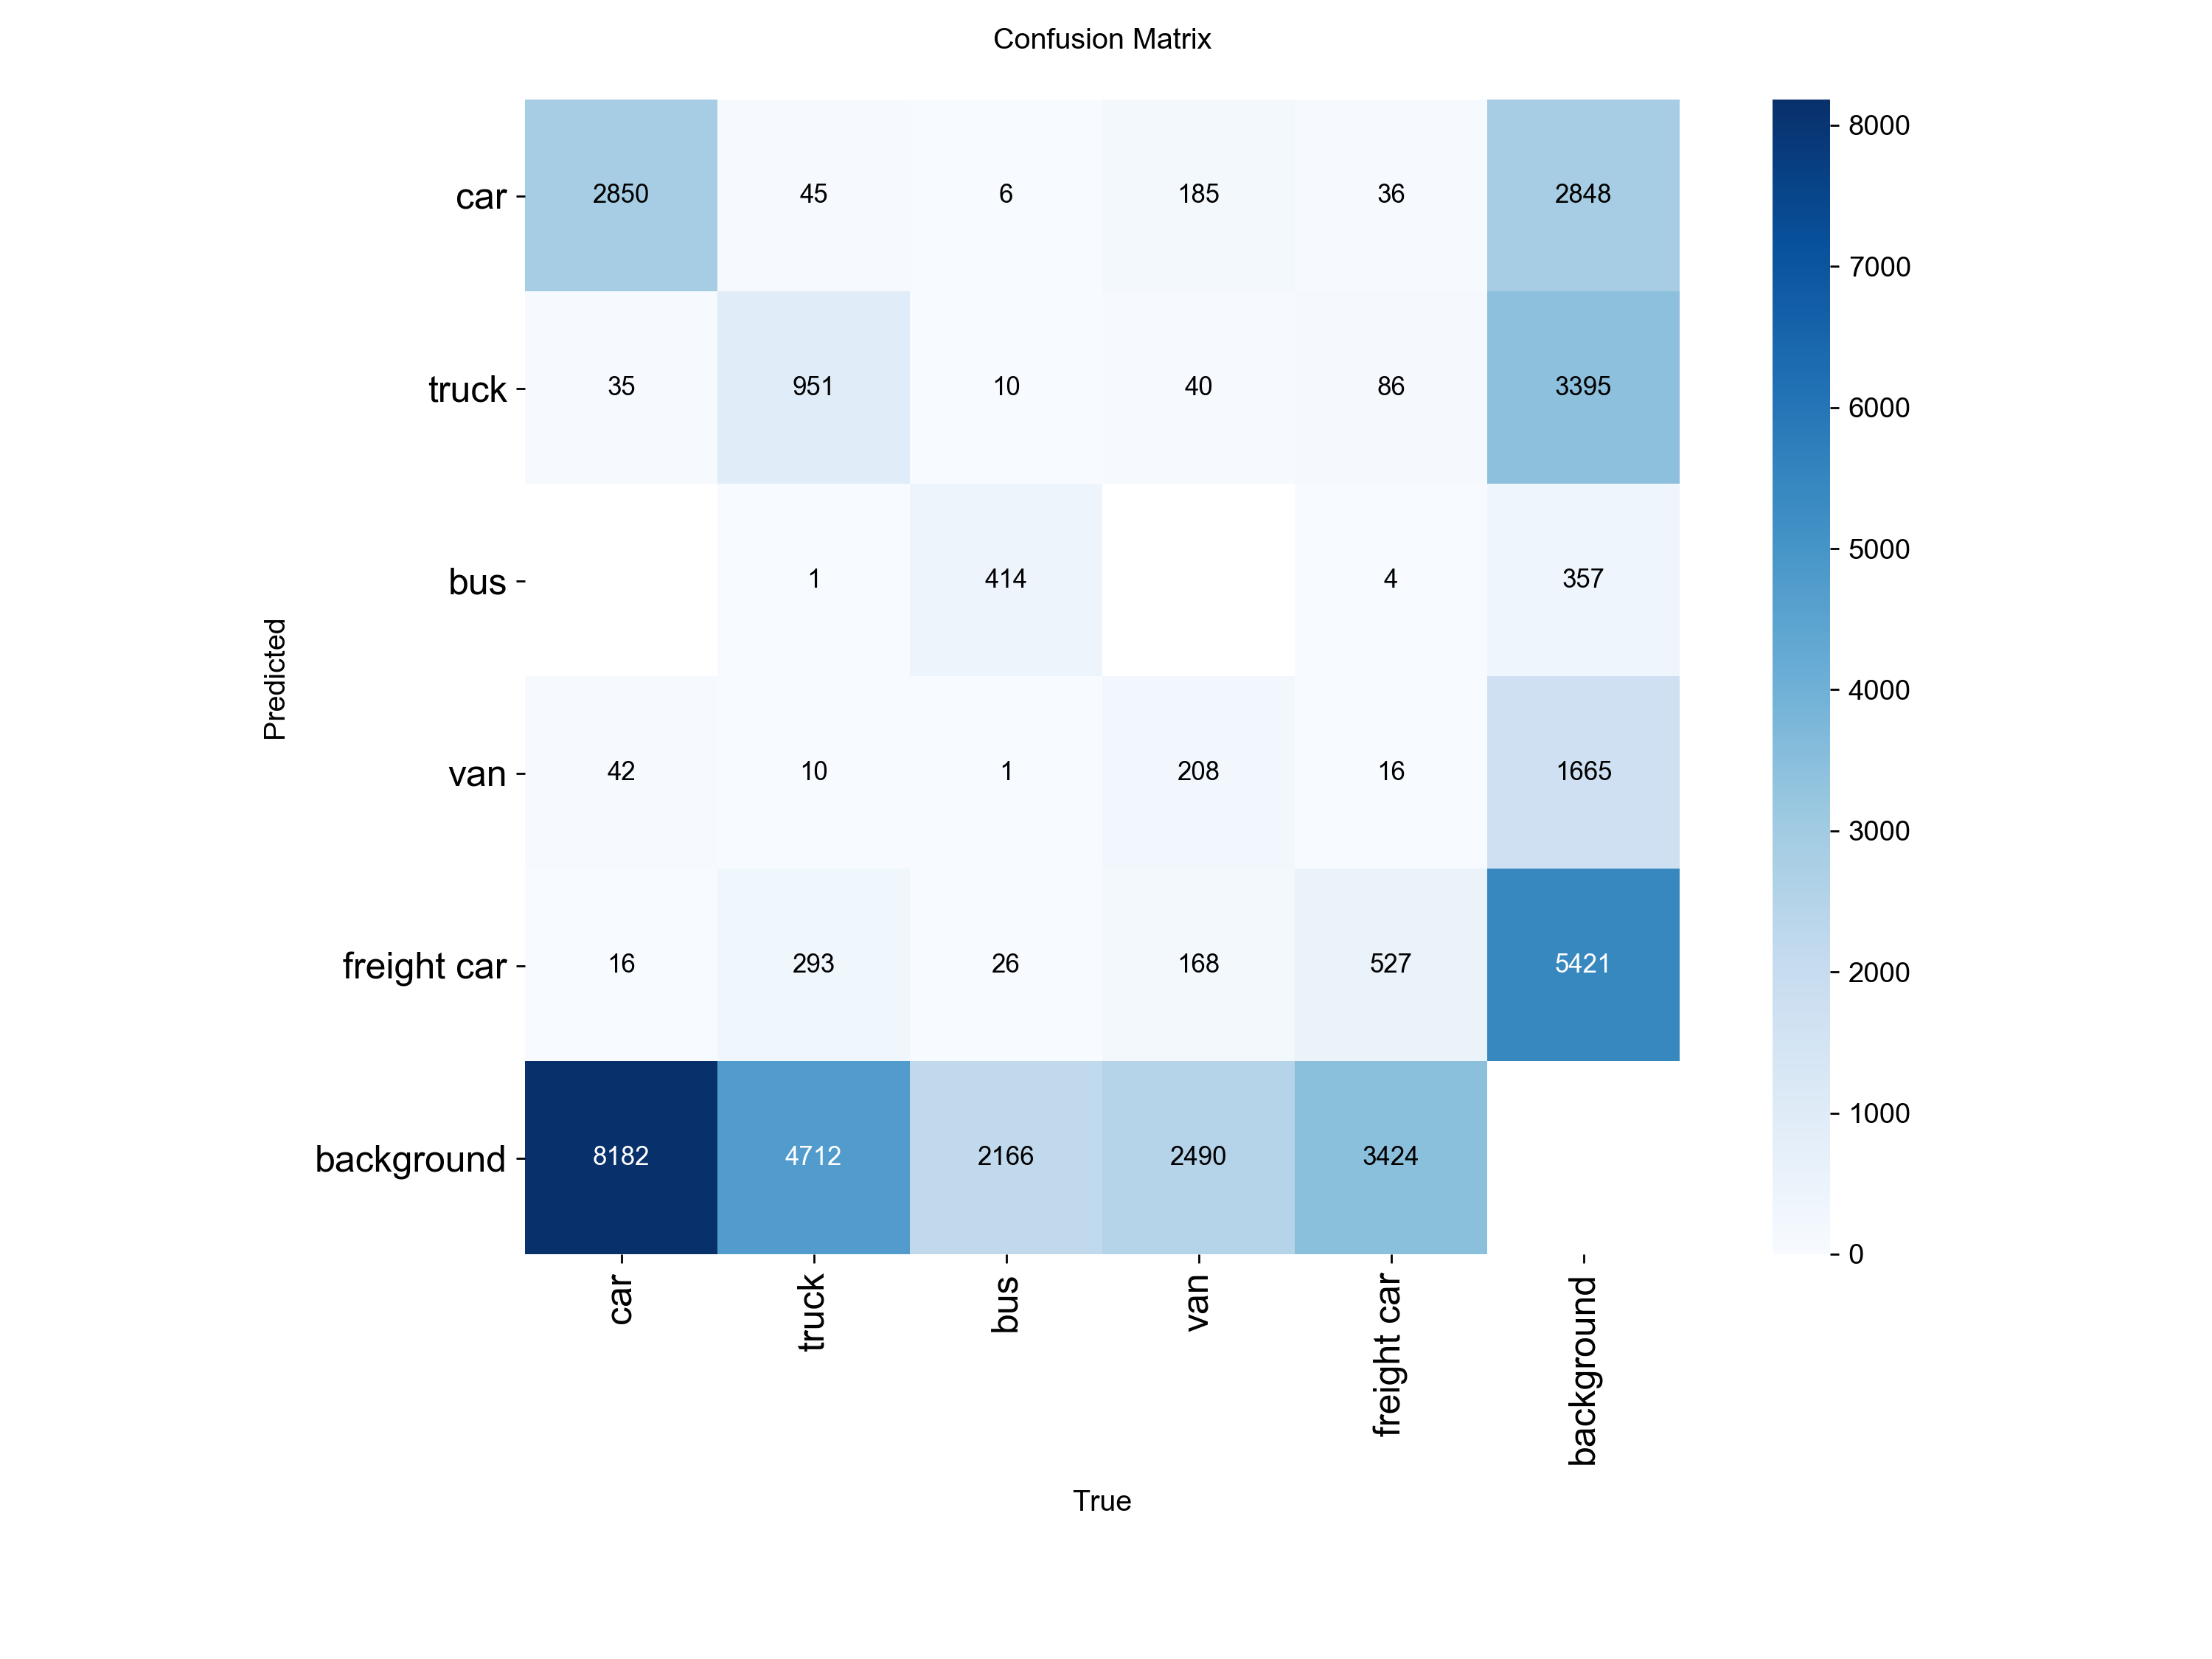 Confusion Matrix
car 2850 45 6 185 36 2848
truck 35 951 10 40 86 3395
bus 1 414 4 357
van 42 10 1 208 16 1665
freight car 16 293 26 168 527 5421
background 8182 4712 2166 2490 3424
car truck bus van freight car background
Predicted
True
8000
7000
6000
5000
4000
3000
2000
1000
0